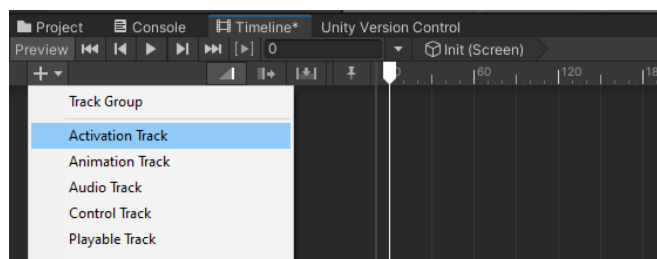 Project Console Timeline* Unity Version Control
Preview 0 Init (Screen)
60 120
Track Group
Activation Track
Animation Track
Audio Track
Control Track
Playable Track